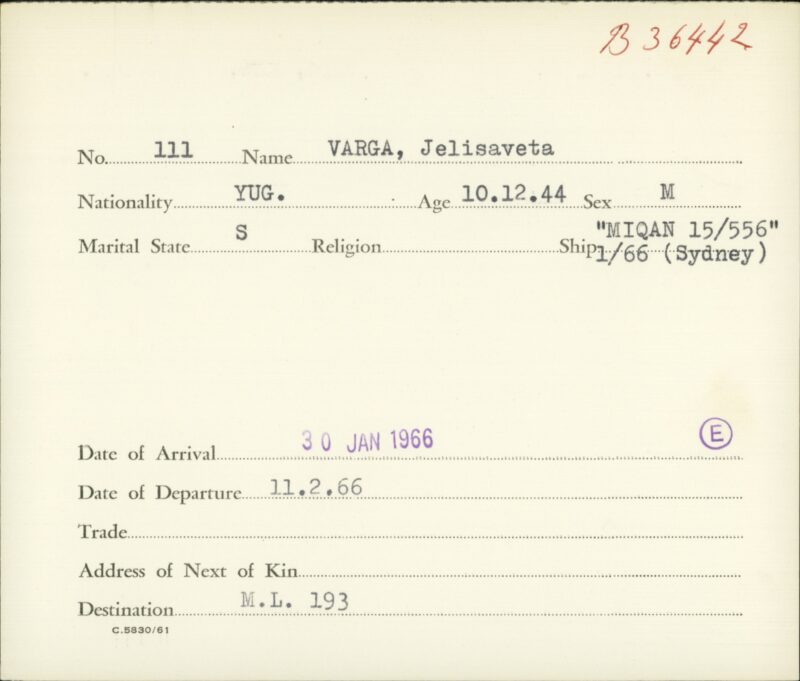 B 36442
No. 111 Name VARGA, Jelisaveta
Nationality YUG. Age 10.12.44 Sex M
Marital State S Religion Ship "MIQAN 15/556"
1/66 (Sydney)
Date of Arrival 30 JAN 1966 E
Date of Departure 11.2.66
Trade
Address of Next of Kin
Destination M.L. 193
C.5830/61